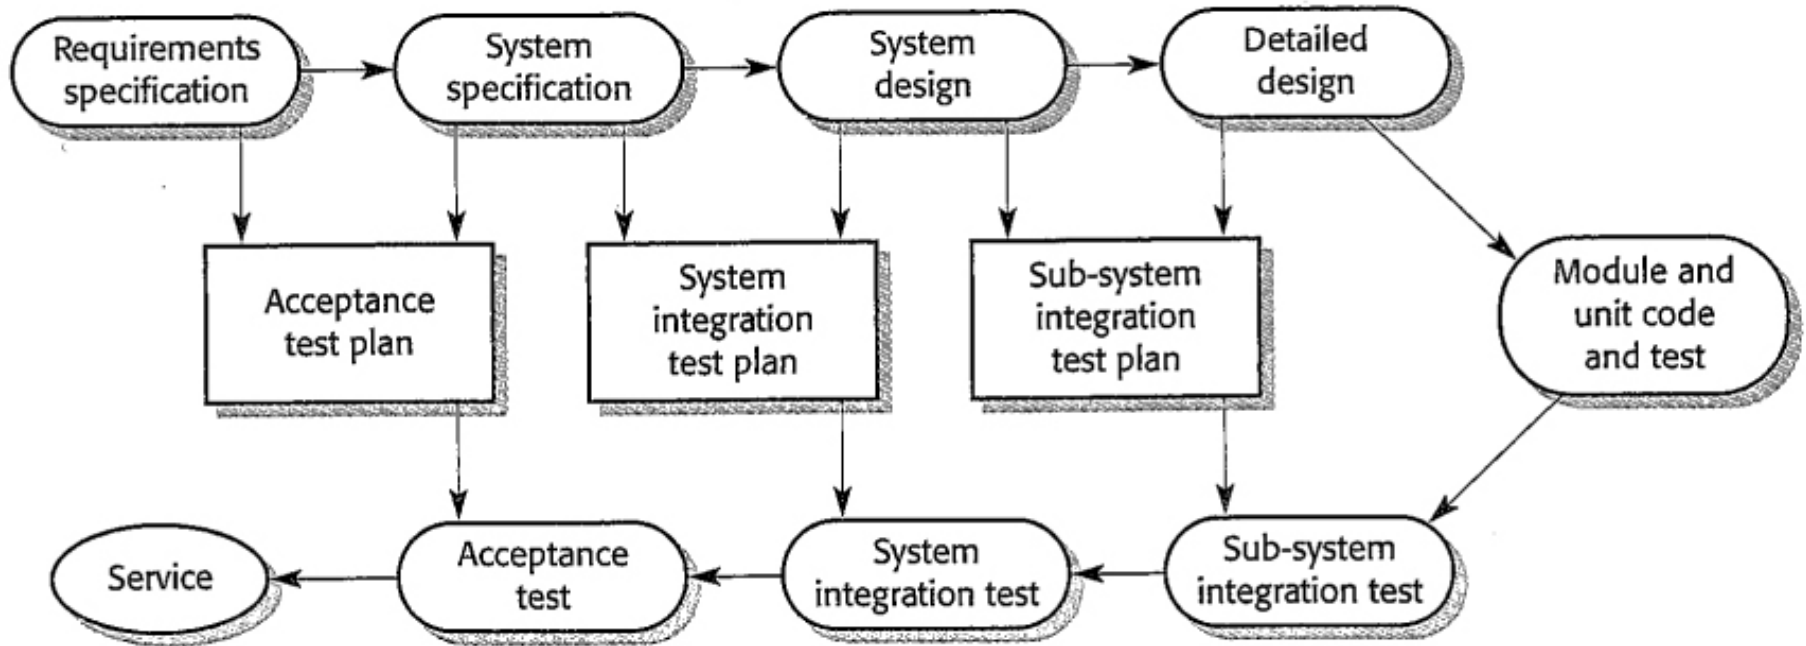 Requirements
specification
System
specification
System
design
Detailed
design
Acceptance
test plan
System
integration
test plan
Sub-system
integration
test plan
Module and
unit code
and test
Service
Acceptance
test
System
integration test
Sub-system
integration test